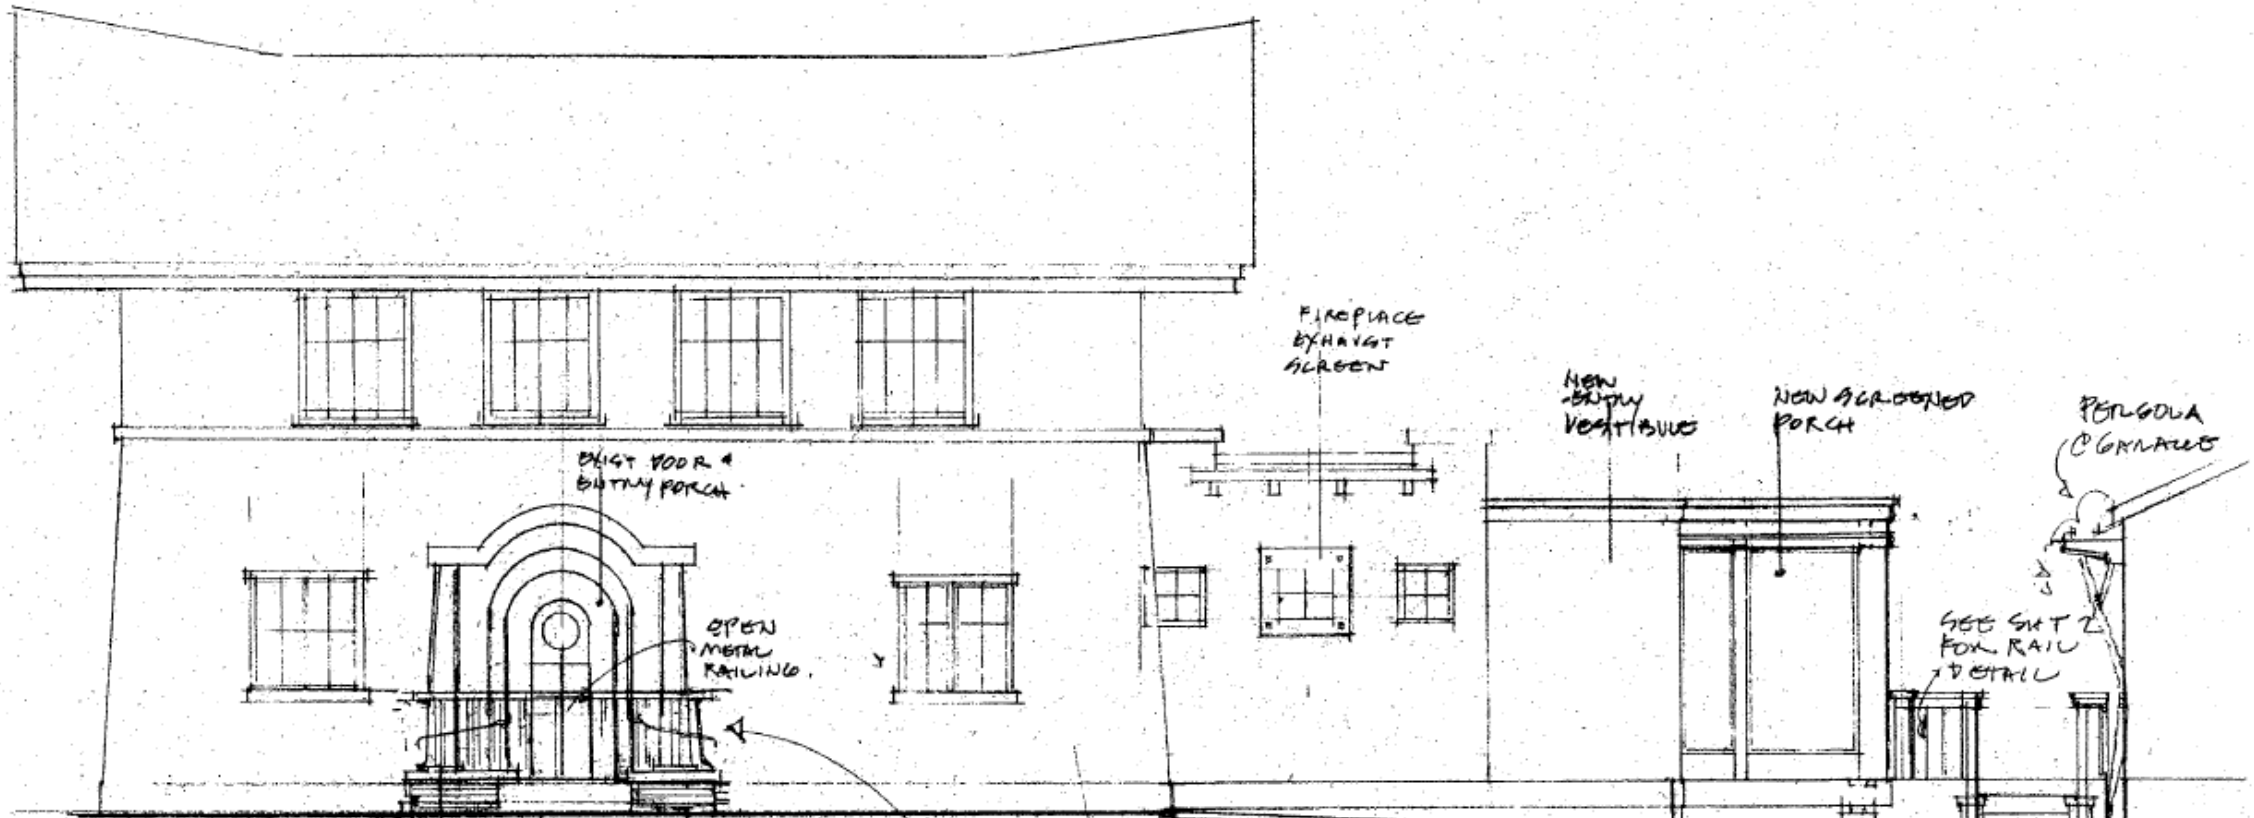 FIREPLACE
EXHAUST
SCREEN
NEW
ENTRY
VESTIBULE
NEW SCREENED
PORCH
PERGOLA
@ GARAGE
EXIST DOOR &
ENTRY PORCH
OPEN
METAL
RAILING.
SEE SHT 2
FOR RAIL
DETAIL